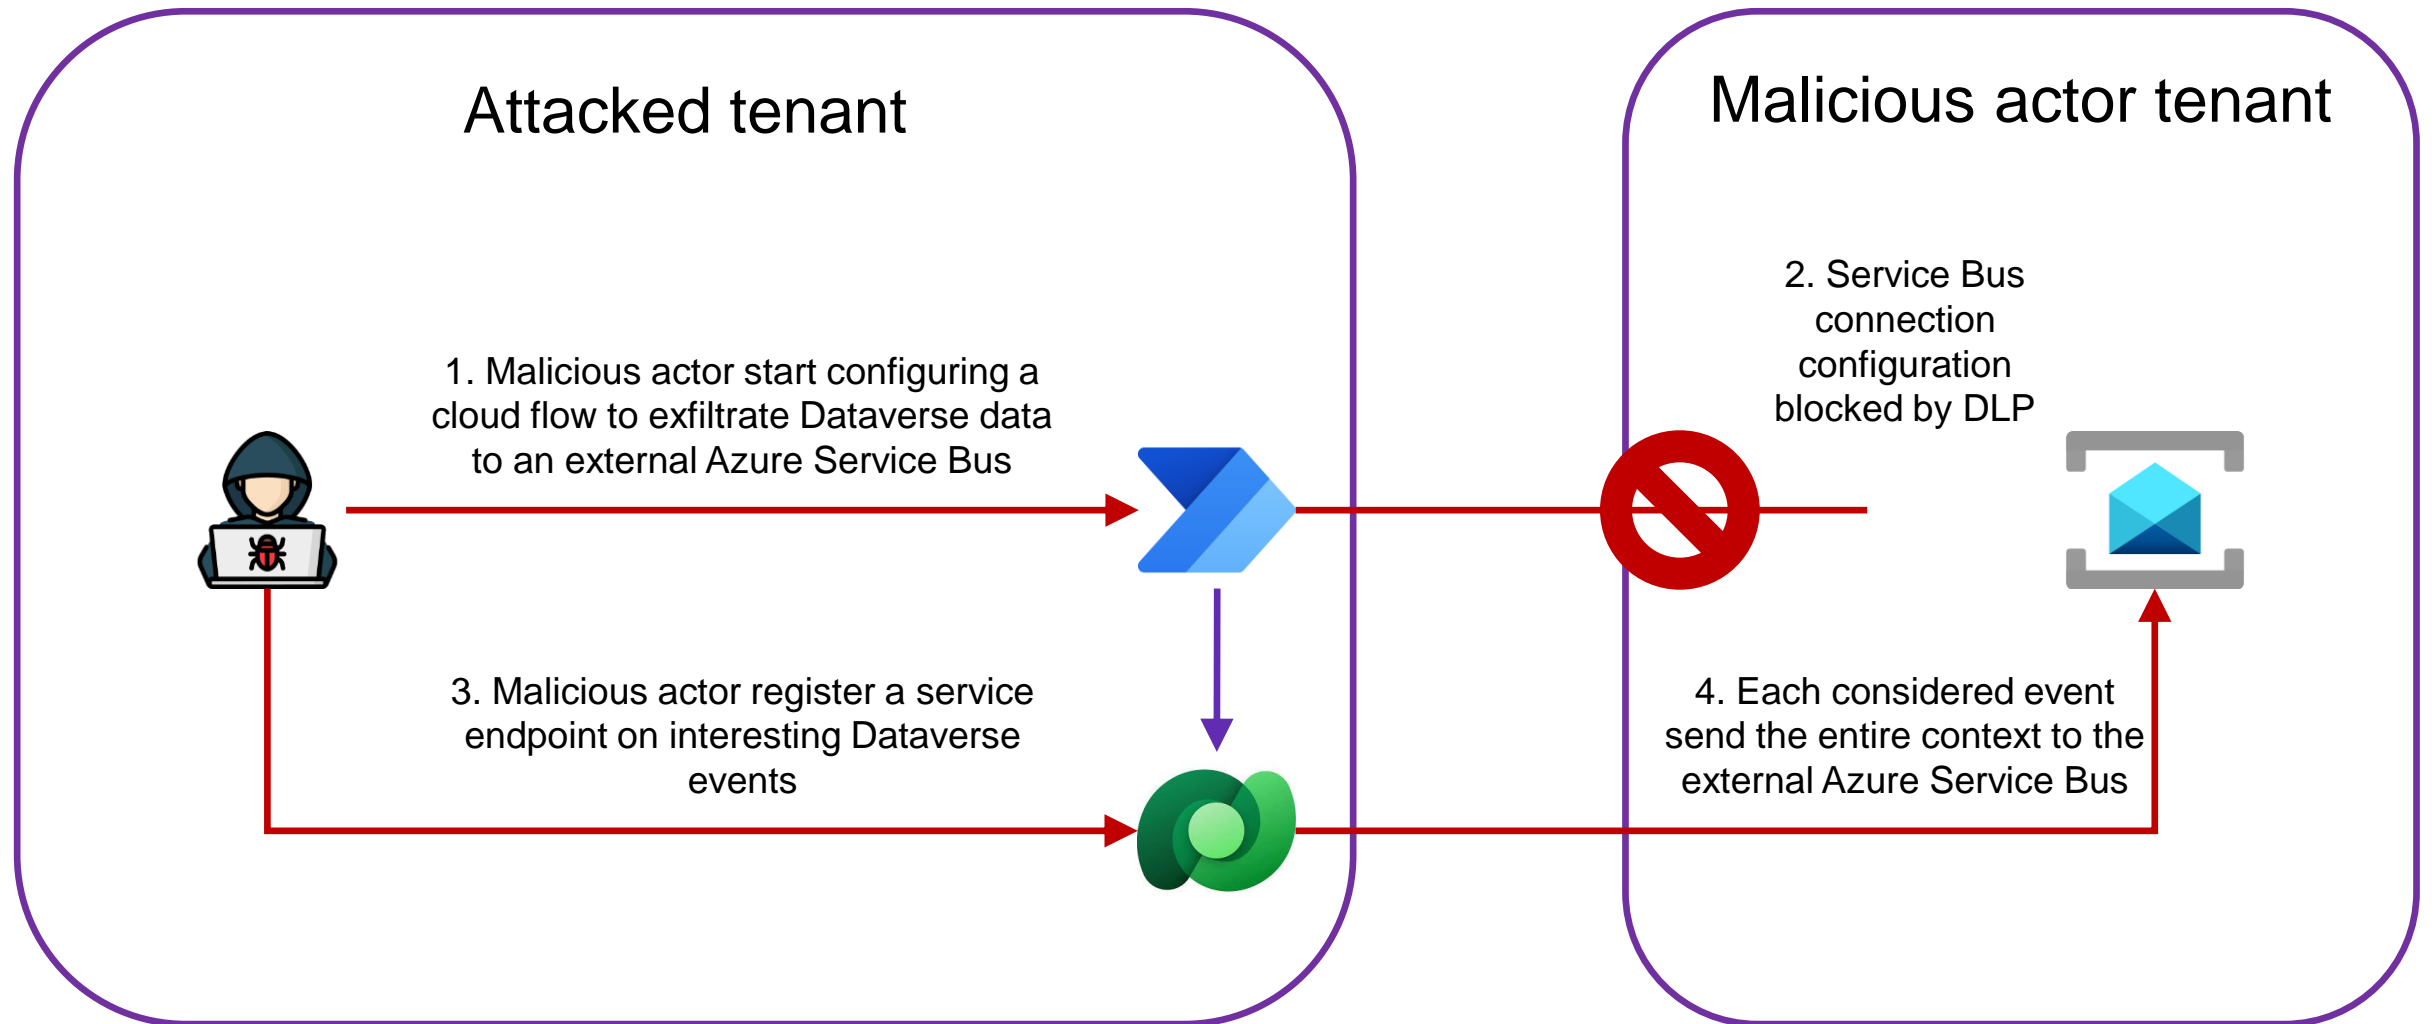 Attacked tenant
Malicious actor tenant
1. Malicious actor start configuring a
cloud flow to exfiltrate Dataverse data
to an external Azure Service Bus
2. Service Bus
connection
configuration
blocked by DLP
3. Malicious actor register a service
endpoint on interesting Dataverse
events
4. Each considered event
send the entire context to the
external Azure Service Bus